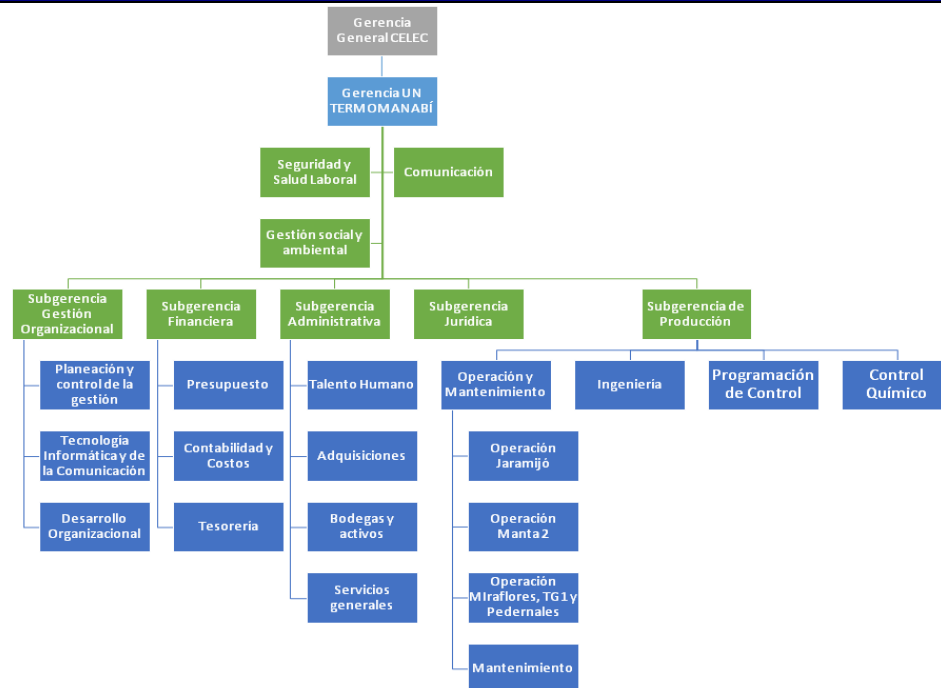 Gerencia
General CELEC
Gerencia UN
TERMOMANABÍ
Seguridad y
Salud Laboral
Comunicación
Gestión social y
ambiental
Subgerencia
Gestión
Organizacional
Subgerencia
Financiera
Subgerencia
Administrativa
Subgerencia
Jurídica
Subgerencia de
Producción
Planeación y
control de la
gestión
Presupuesto
Talento Humano
Operación y
Mantenimiento
Ingeniería
Programación
de Control
Control
Químico
Tecnología
Informática y de
la Comunicación
Contabilidad y
Costos
Adquisiciones
Operación
Jaramijó
Desarrollo
Organizacional
Tesorería
Bodegas y
activos
Operación
Manta 2
Servicios
generales
Operación
MIraflores, TG1 y
Pedernales
Mantenimiento